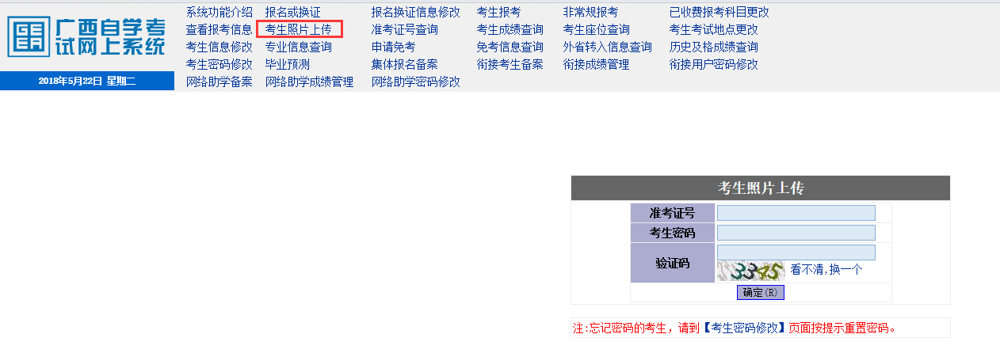 广西自学考
试网上系统
2018年5月22日 星期二
系统功能介绍 报名或换证 报名换证信息修改 考生报考 非常规报考 已收费报考科目更改
查看报考信息 考生照片上传 准考证号查询 考生成绩查询 考生座位查询 考生考试地点更改
考生信息修改 专业信息查询 申请免考 免考信息查询 外省转入信息查询 历史及格成绩查询
考生密码修改 毕业预测 集体报名备案 衔接考生备案 衔接成绩管理 衔接用户密码修改
网络助学备案 网络助学成绩管理 网络助学密码修改
考生照片上传
准考证号
考生密码
验证码
3345 看不清,换一个
确定(R)
注:忘记密码的考生，请到【考生密码修改】页面按提示重置密码。